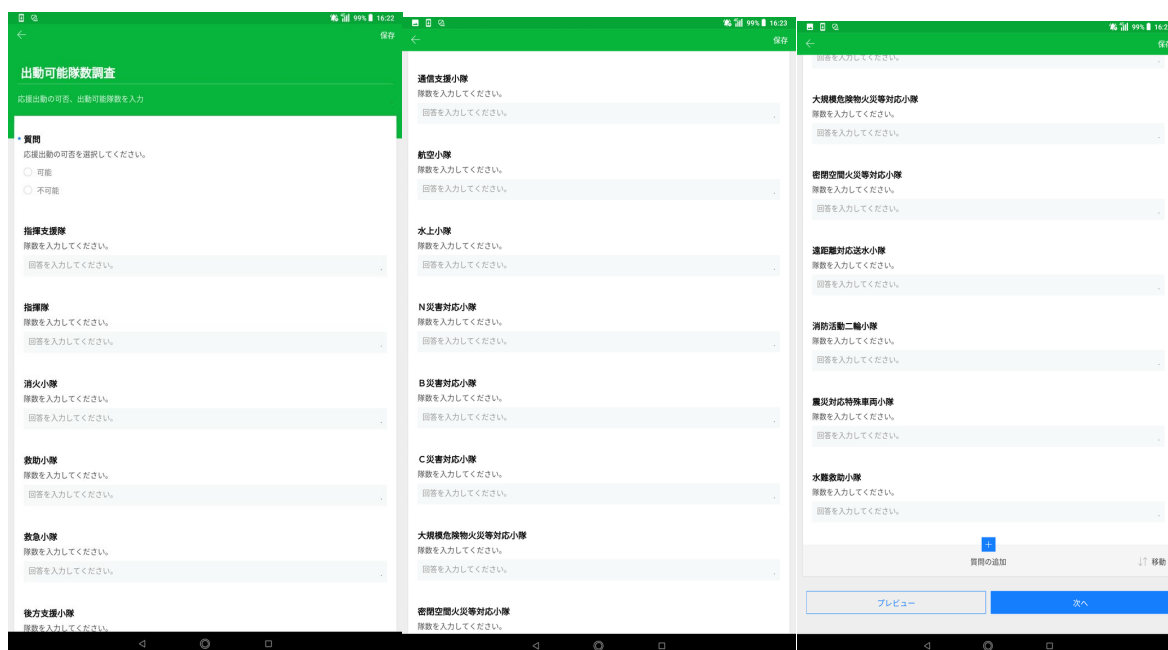 99% 16:22
保存
出動可能隊数調査
応援出動の可否、出動可能隊数を入力
* 質問
応援出動の可否を選択してください。
可能
不可能
指揮支援隊
隊数を入力してください。
回答を入力してください。
指揮隊
隊数を入力してください。
回答を入力してください。
消火小隊
隊数を入力してください。
回答を入力してください。
救助小隊
隊数を入力してください。
回答を入力してください。
救急小隊
隊数を入力してください。
回答を入力してください。
後方支援小隊
隊数を入力してください。
99% 16:23
保存
通信支援小隊
隊数を入力してください。
回答を入力してください。
航空小隊
隊数を入力してください。
回答を入力してください。
水上小隊
隊数を入力してください。
回答を入力してください。
N災害対応小隊
隊数を入力してください。
回答を入力してください。
B災害対応小隊
隊数を入力してください。
回答を入力してください。
C災害対応小隊
隊数を入力してください。
回答を入力してください。
大規模危険物火災等対応小隊
隊数を入力してください。
回答を入力してください。
密閉空間火災等対応小隊
隊数を入力してください。
99% 16:2
保存
回答を入力してください。
大規模危険物火災等対応小隊
隊数を入力してください。
回答を入力してください。
密閉空間火災等対応小隊
隊数を入力してください。
回答を入力してください。
遠距離対応送水小隊
隊数を入力してください。
回答を入力してください。
消防活動二輪小隊
隊数を入力してください。
回答を入力してください。
震災対応特殊車両小隊
隊数を入力してください。
回答を入力してください。
水難救助小隊
隊数を入力してください。
回答を入力してください。
+
質問の追加
↓↑ 移動
プレビュー
次へ